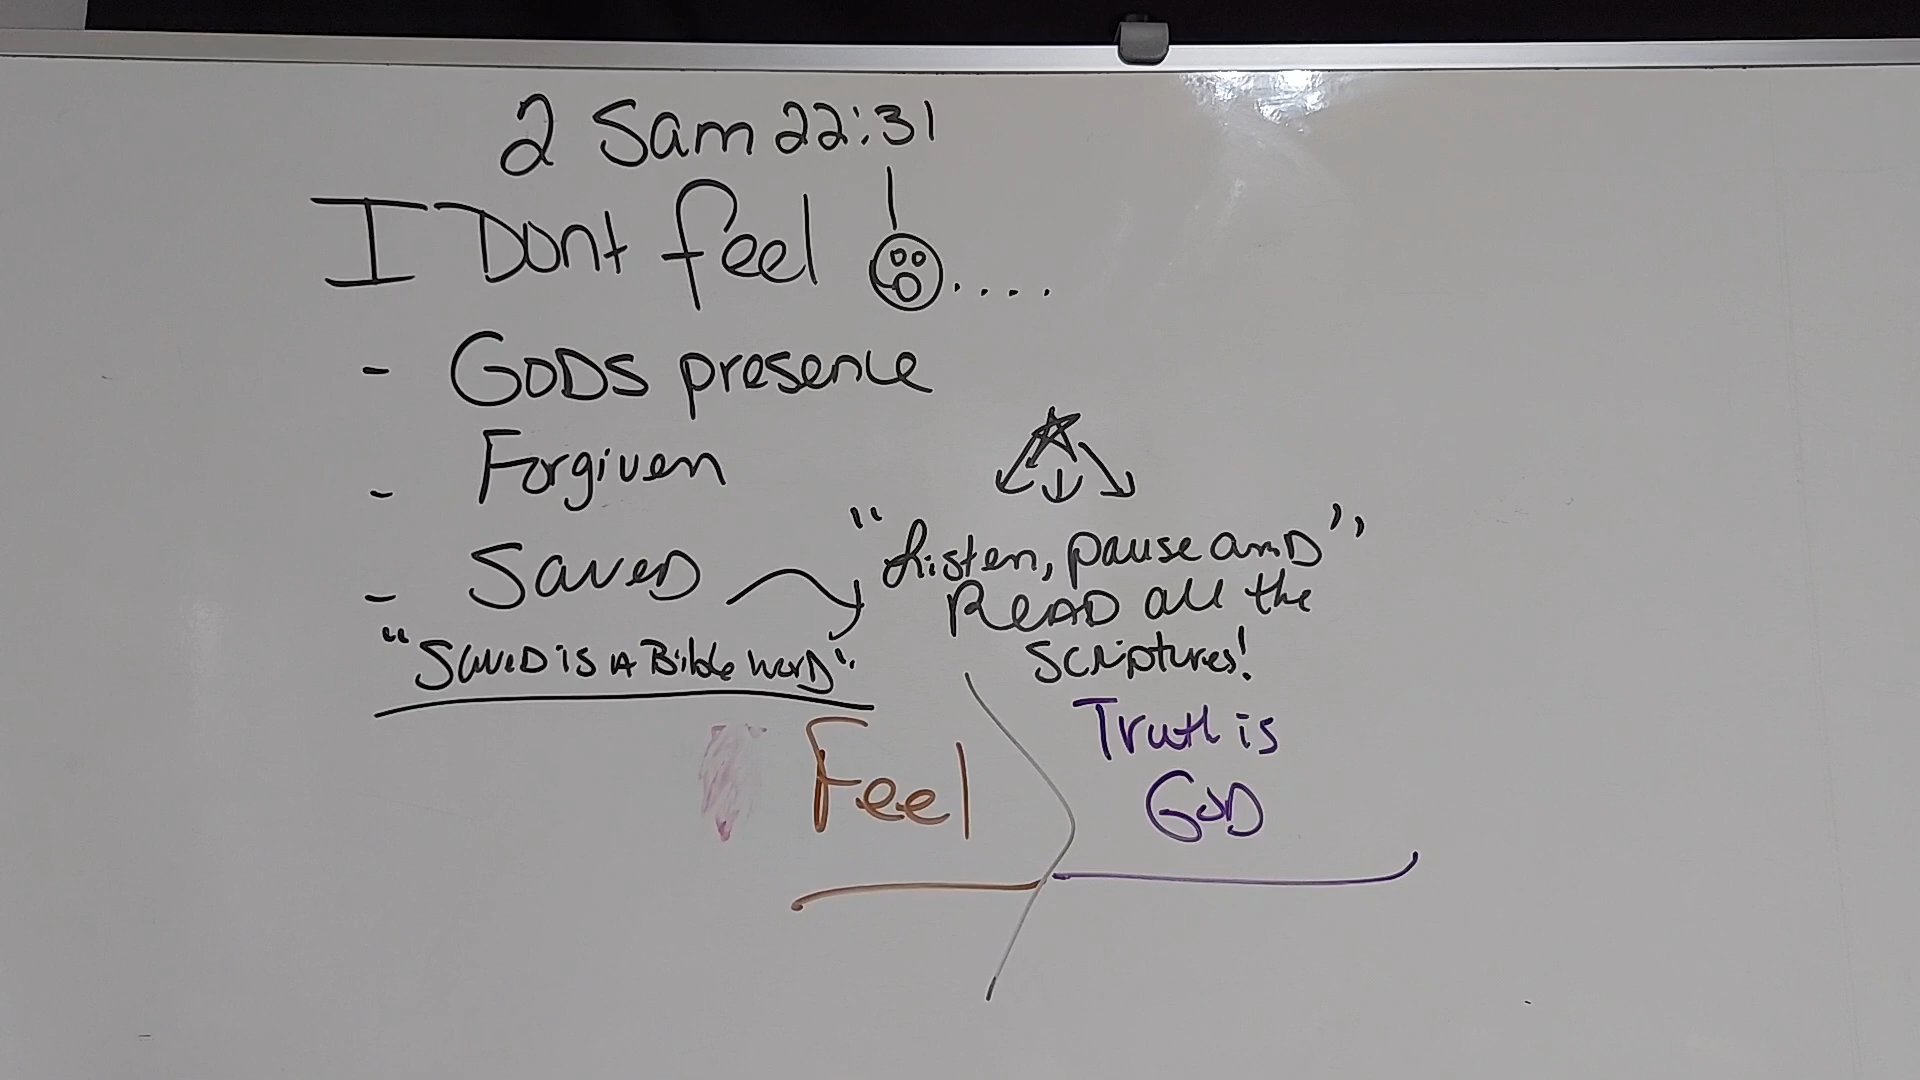 2 Sam 22:31
I Dont feel ....
- GODS presence
- Forgiven
- SaveD
"SaveD is A Bible worD".
"Listen, pause anD"
ReAD all the
Scriptures!
Feel
Truth is
GOD